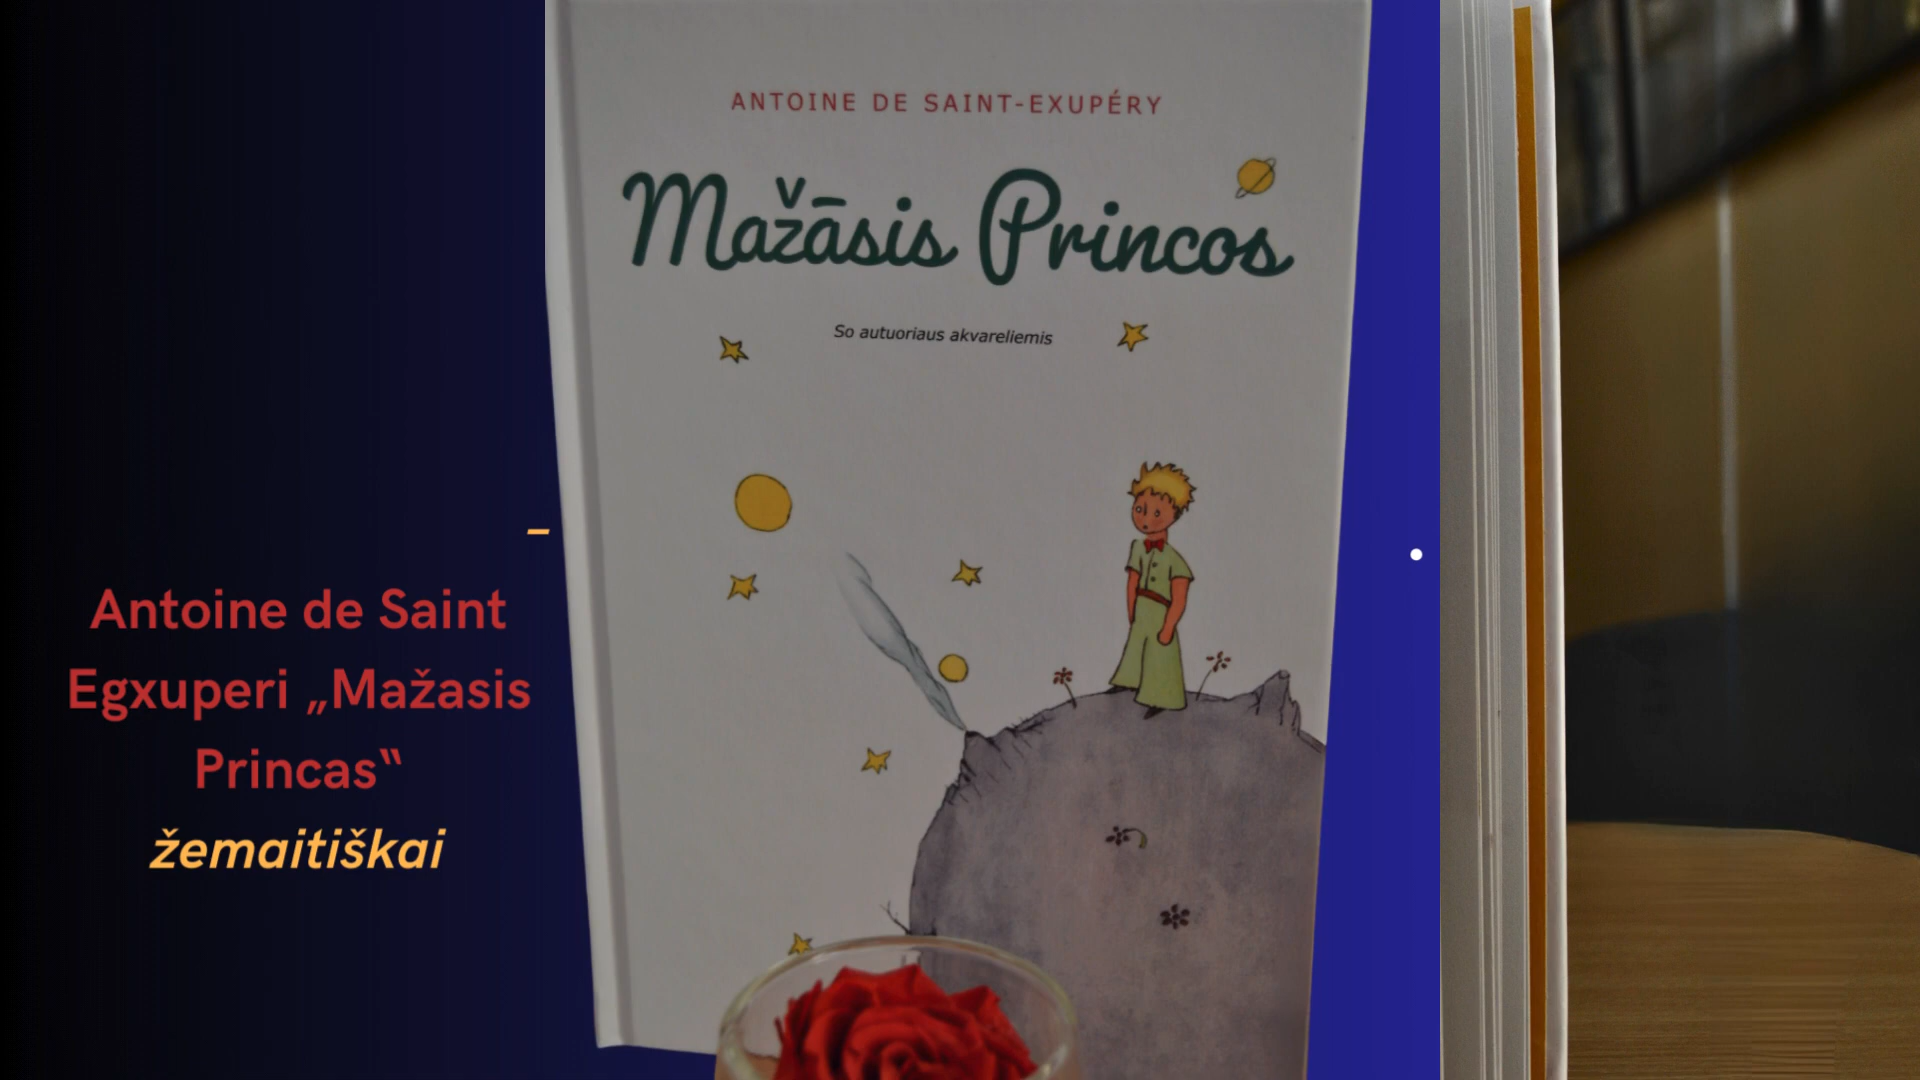 ANTOINE DE SAINT-EXUPÉRY
Mažāsis Princos
So autuoriaus akvareliemis
–
Antoine de Saint
Egxuperi „Mažasis
Princas‟
žemaitiškai